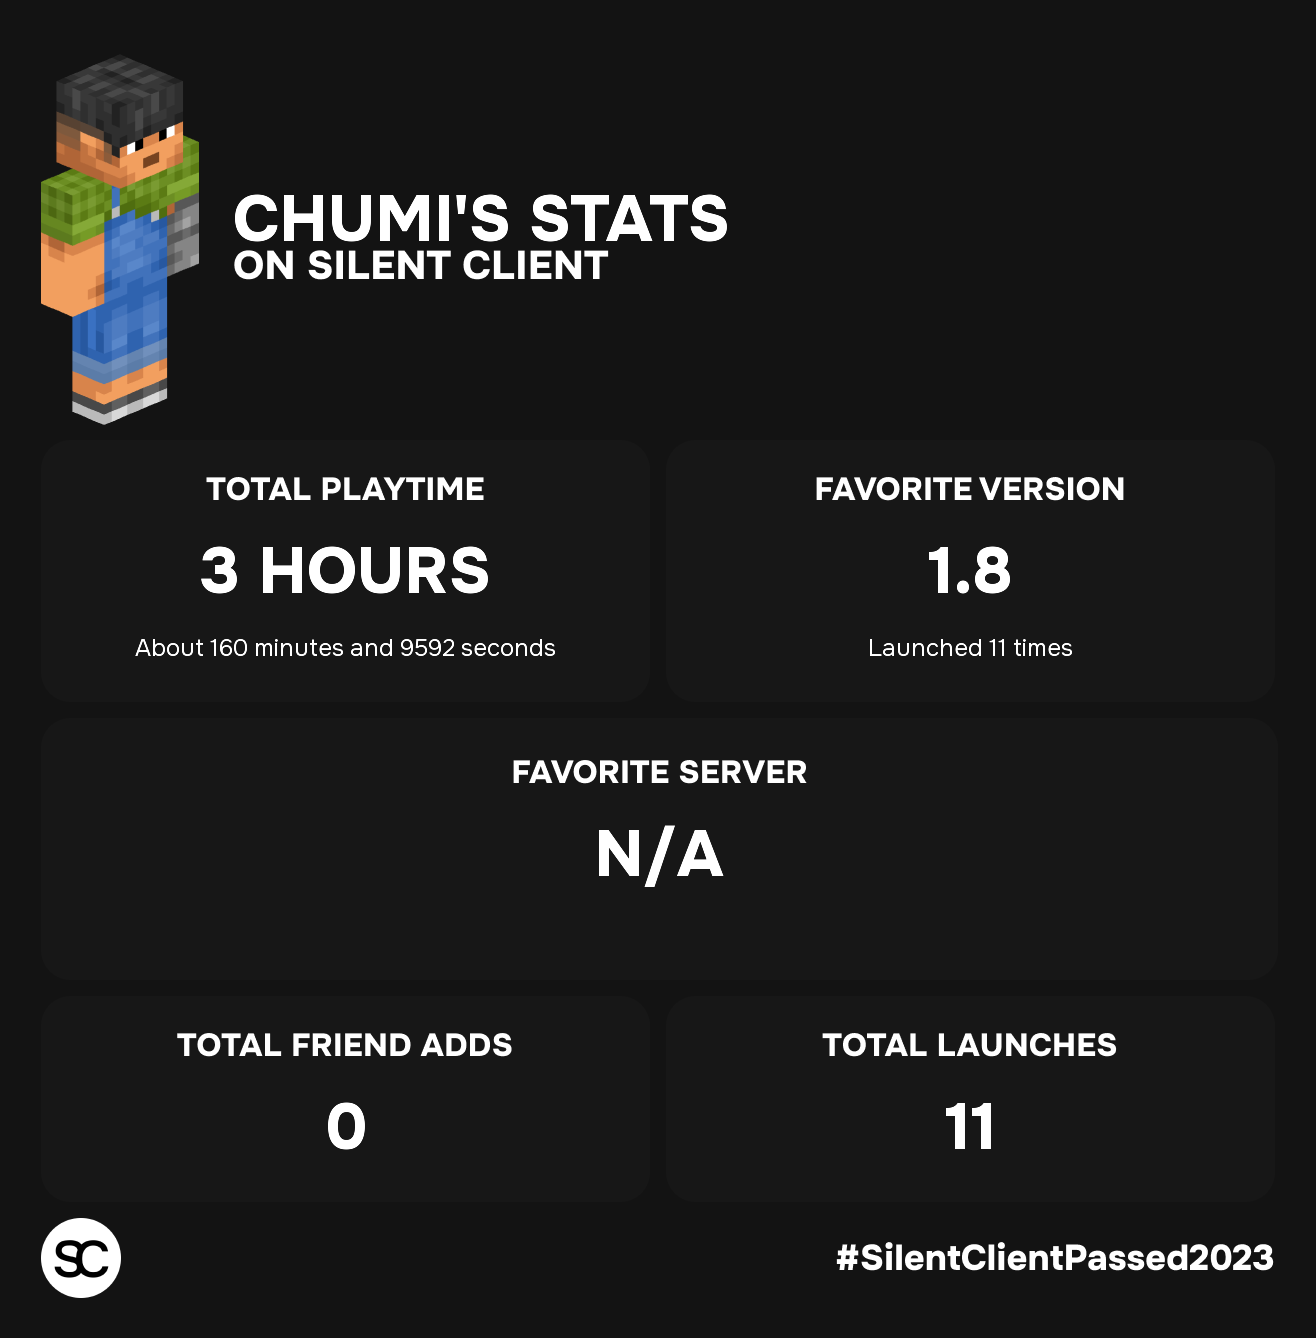 CHUMI'S STATS
ON SILENT CLIENT
TOTAL PLAYTIME
3 HOURS
About 160 minutes and 9592 seconds
FAVORITE VERSION
1.8
Launched 11 times
FAVORITE SERVER
N/A
TOTAL FRIEND ADDS
0
TOTAL LAUNCHES
11
SC
#SilentClientPassed2023